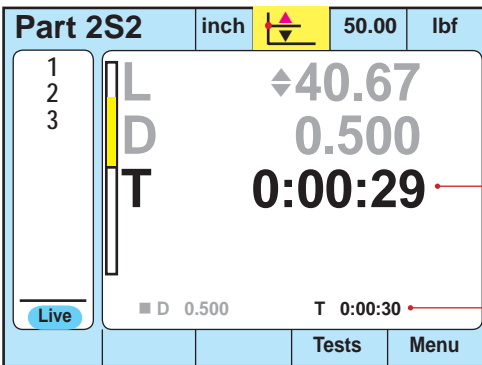 Part 2S2 inch 50.00 lbf
1
2
3
L 40.67
D 0.500
T 0:00:29
D 0.500 T 0:00:30
Live
Tests Menu